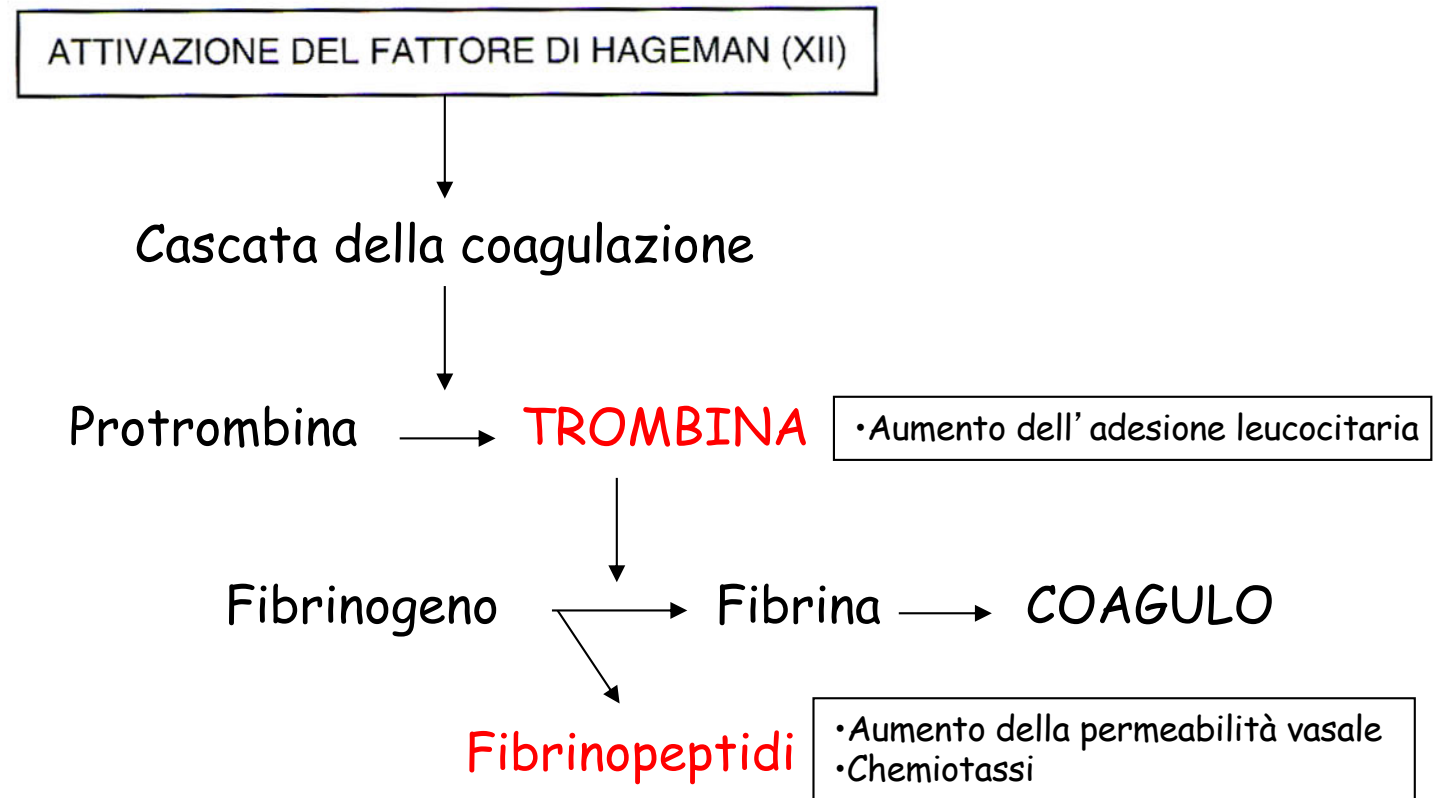 ATTIVAZIONE DEL FATTORE DI HAGEMAN (XII)
Cascata della coagulazione
Protrombina TROMBINA •Aumento dell’adesione leucocitaria
Fibrinogeno Fibrina COAGULO
Fibrinopeptidi
•Aumento della permeabilità vasale
•Chemiotassi